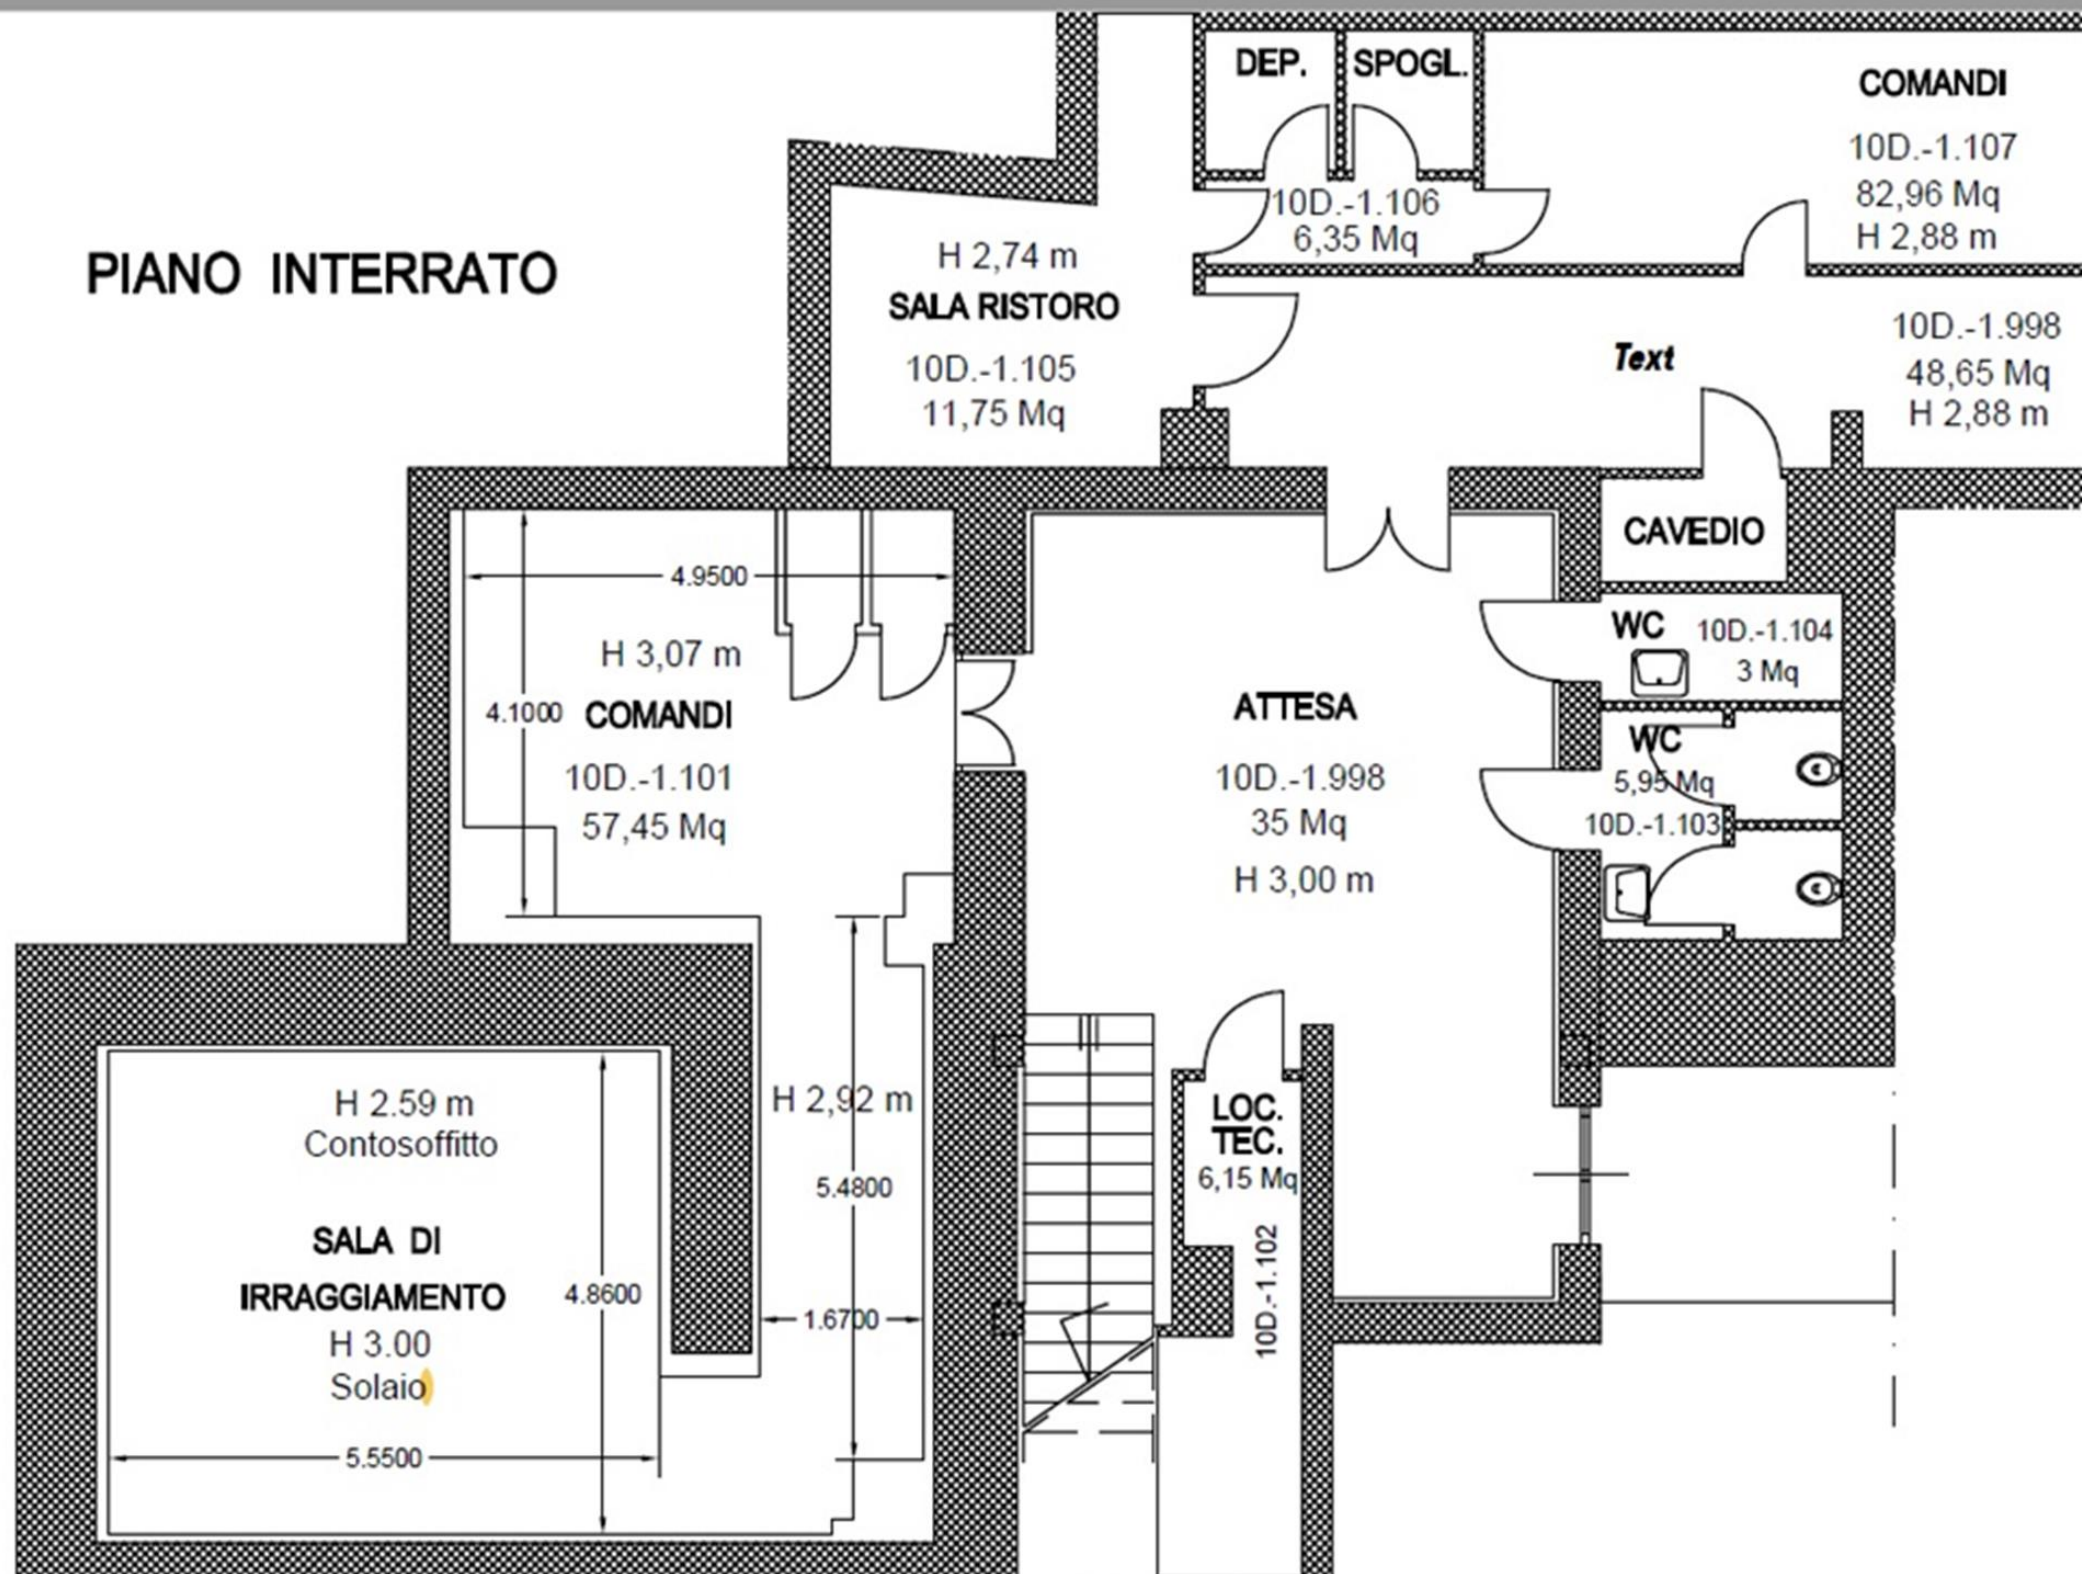 PIANO INTERRATO
DEP.
SPOGL.
COMANDI
10D.-1.107
82,96 Mq
H 2,88 m
10D.-1.106
6,35 Mq
H 2,74 m
SALA RISTORO
10D.-1.105
11,75 Mq
Text
10D.-1.998
48,65 Mq
H 2,88 m
CAVEDIO
4.9500
H 3,07 m
4.1000
COMANDI
10D.-1.101
57,45 Mq
ATTESA
10D.-1.998
35 Mq
H 3,00 m
WC
10D.-1.104
3 Mq
WC
5,95 Mq
10D.-1.103
H 2.59 m
Contosoffitto
SALA DI
IRRAGGIAMENTO
H 3.00
Solaio
4.8600
5.5500
H 2,92 m
5.4800
1.6700
LOC.
TEC.
6,15 Mq
10D.-1.102